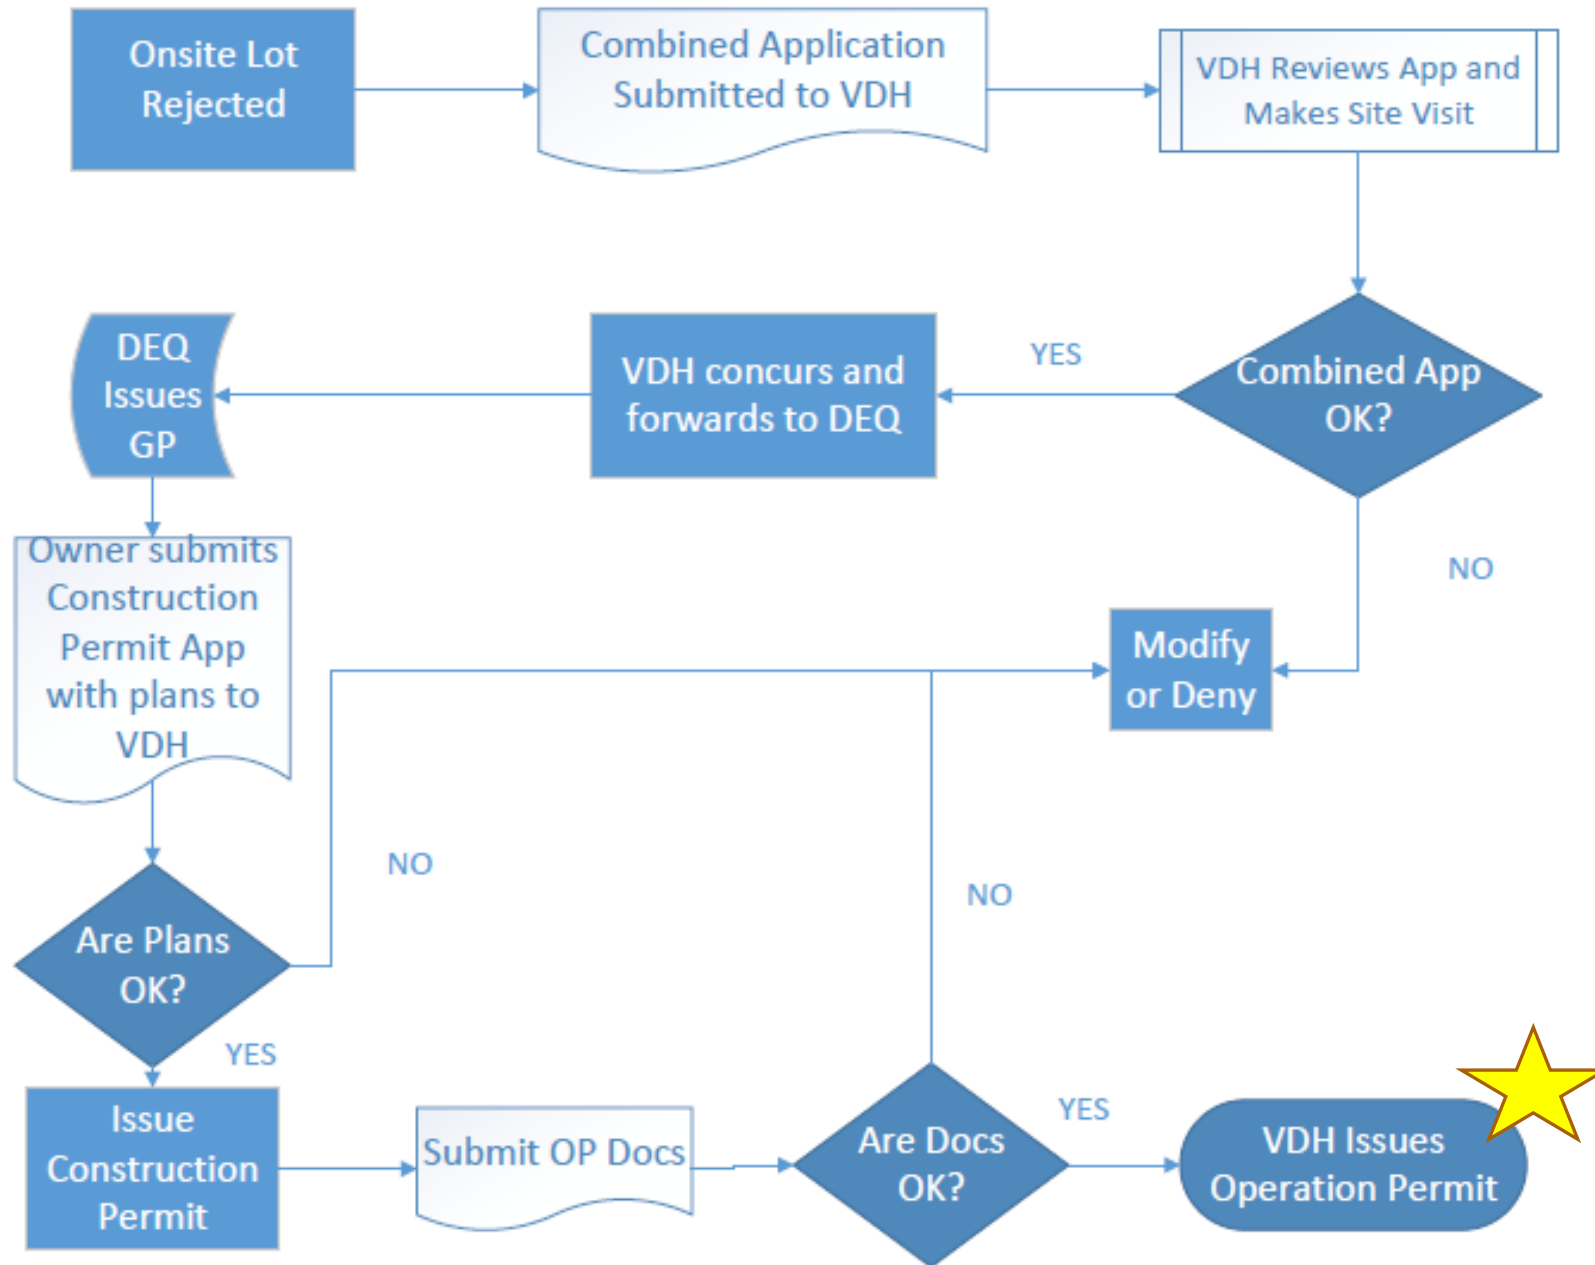 Onsite Lot
Rejected
Combined Application
Submitted to VDH
VDH Reviews App and
Makes Site Visit
Combined App
OK?
YES
VDH concurs and
forwards to DEQ
DEQ
Issues
GP
NO
Modify
or Deny
Owner submits
Construction
Permit App
with plans to
VDH
Are Plans
OK?
NO
YES
Issue
Construction
Permit
Submit OP Docs
Are Docs
OK?
NO
YES
VDH Issues
Operation Permit